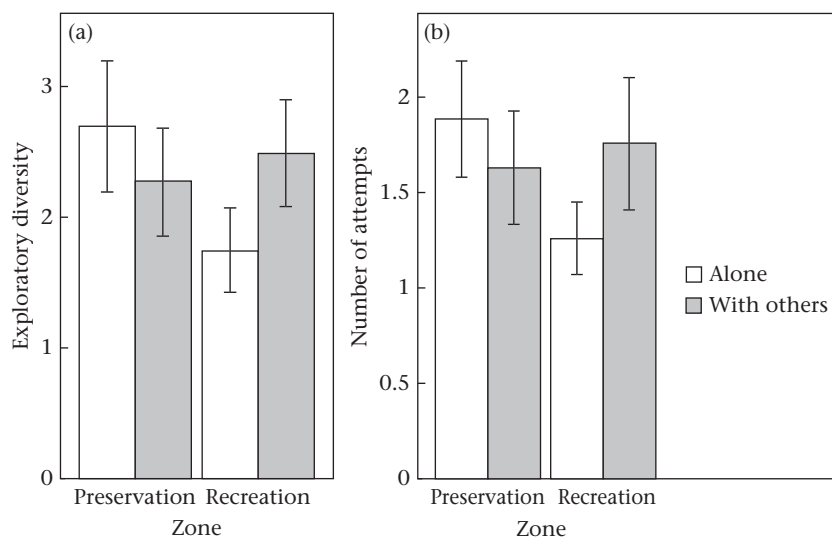 (a)
3
2
1
0
Exploratory diversity
Preservation Recreation
Zone
(b)
2
1.5
1
0.5
0
Number of attempts
Preservation Recreation
Zone
Alone
With others